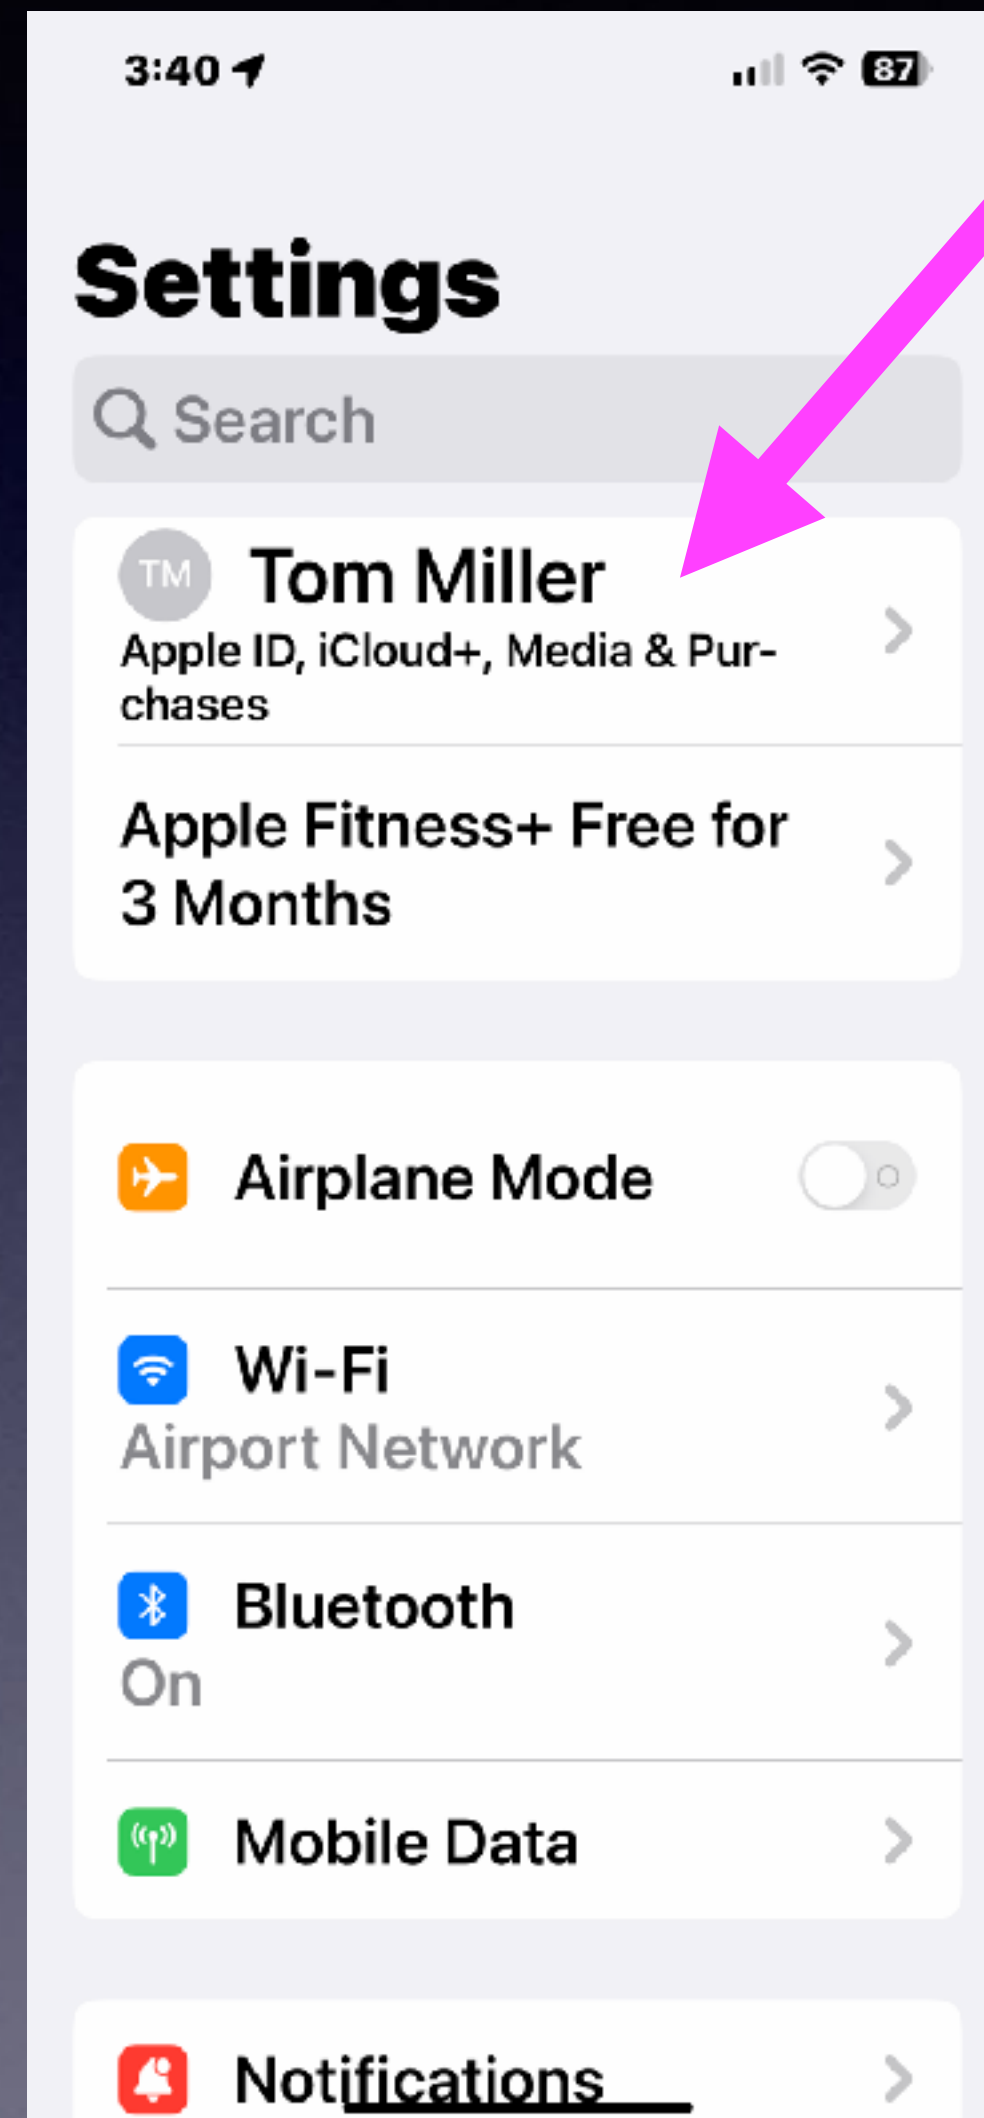 3:40
87
Settings
Search
TM
Tom Miller
Apple ID, iCloud+, Media & Pur-
chases
Apple Fitness+ Free for
3 Months
Airplane Mode
Wi-Fi
Airport Network
Bluetooth
On
Mobile Data
Notifications